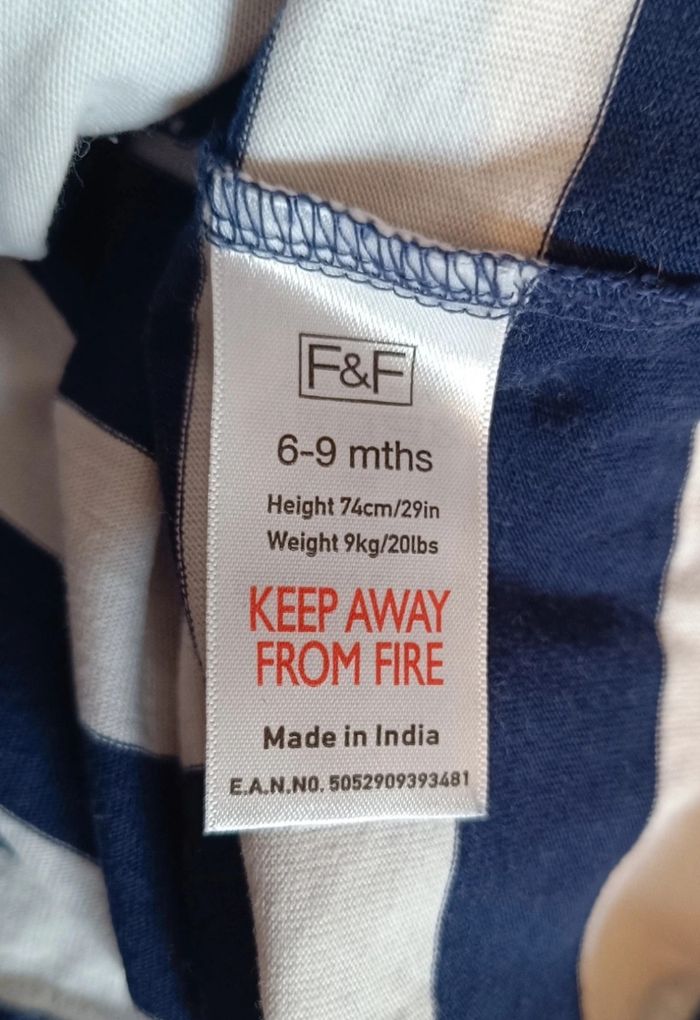 F&F
6-9 mths
Height 74cm/29in
Weight 9kg/20lbs
KEEP AWAY
FROM FIRE
Made in India
E.A.N.NO. 5052909393481